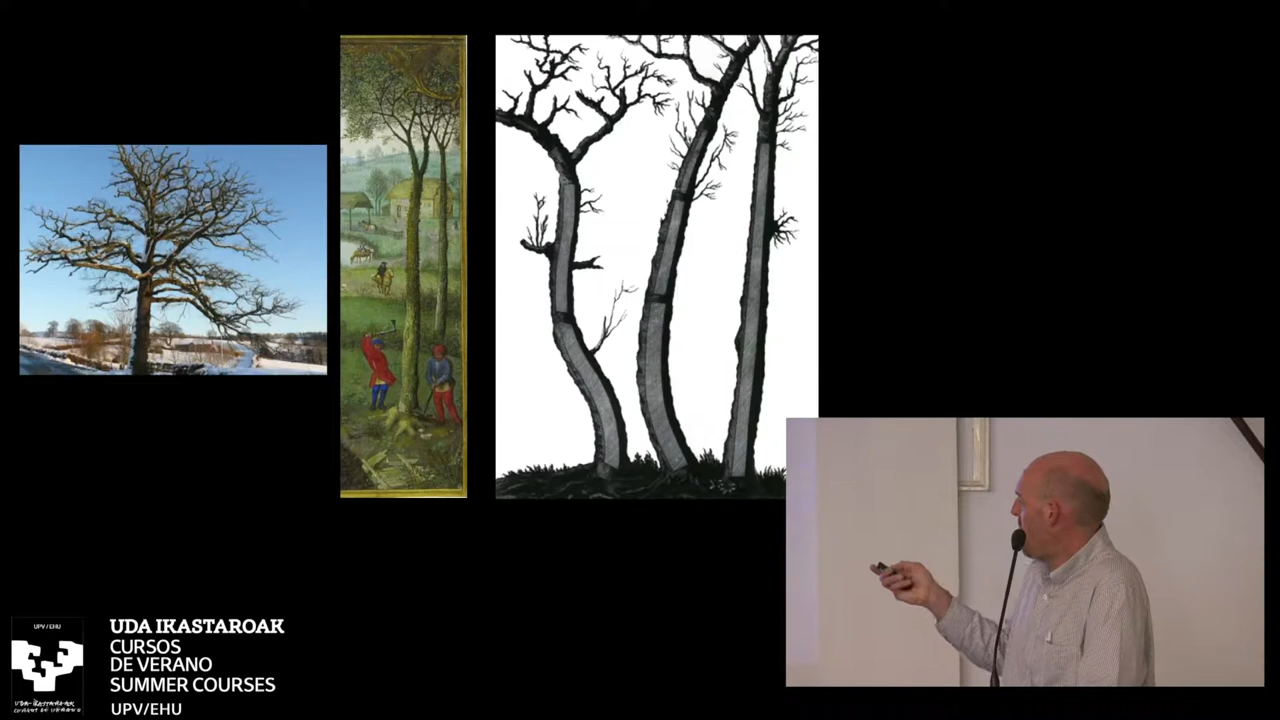 UPV / EHU
UDA IKASTAROAK
CURSOS
DE VERANO
SUMMER COURSES
UPV/EHU